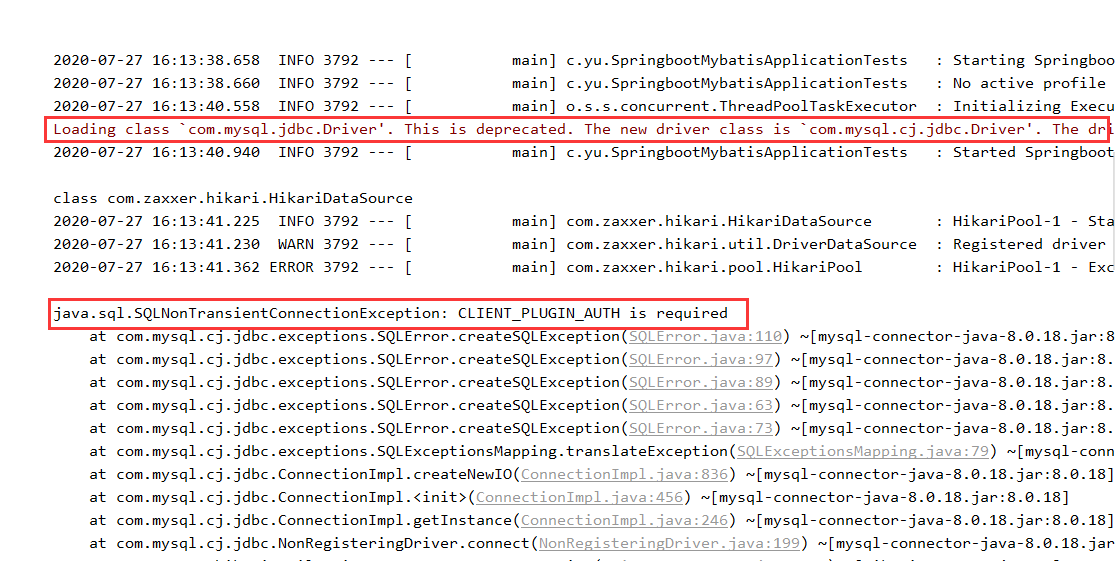 2020-07-27 16:13:38.658  INFO 3792 --- [           main] c.yu.SpringbootMybatisApplicationTests   : Starting Springboo
2020-07-27 16:13:38.660  INFO 3792 --- [           main] c.yu.SpringbootMybatisApplicationTests   : No active profile
2020-07-27 16:13:40.558  INFO 3792 --- [           main] o.s.s.concurrent.ThreadPoolTaskExecutor  : Initializing Execu
Loading class `com.mysql.jdbc.Driver'. This is deprecated. The new driver class is `com.mysql.cj.jdbc.Driver'. The dri
2020-07-27 16:13:40.940  INFO 3792 --- [           main] c.yu.SpringbootMybatisApplicationTests   : Started Springboot
class com.zaxxer.hikari.HikariDataSource
2020-07-27 16:13:41.225  INFO 3792 --- [           main] com.zaxxer.hikari.HikariDataSource       : HikariPool-1 - Sta
2020-07-27 16:13:41.230  WARN 3792 --- [           main] com.zaxxer.hikari.util.DriverDataSource  : Registered driver
2020-07-27 16:13:41.362 ERROR 3792 --- [           main] com.zaxxer.hikari.pool.HikariPool        : HikariPool-1 - Exc
java.sql.SQLNonTransientConnectionException: CLIENT_PLUGIN_AUTH is required
    at com.mysql.cj.jdbc.exceptions.SQLError.createSQLException(SQLError.java:110) ~[mysql-connector-java-8.0.18.jar:8
    at com.mysql.cj.jdbc.exceptions.SQLError.createSQLException(SQLError.java:97) ~[mysql-connector-java-8.0.18.jar:8.
    at com.mysql.cj.jdbc.exceptions.SQLError.createSQLException(SQLError.java:89) ~[mysql-connector-java-8.0.18.jar:8.
    at com.mysql.cj.jdbc.exceptions.SQLError.createSQLException(SQLError.java:63) ~[mysql-connector-java-8.0.18.jar:8.
    at com.mysql.cj.jdbc.exceptions.SQLError.createSQLException(SQLError.java:73) ~[mysql-connector-java-8.0.18.jar:8.
    at com.mysql.cj.jdbc.exceptions.SQLExceptionsMapping.translateException(SQLExceptionsMapping.java:79) ~[mysql-conn
    at com.mysql.cj.jdbc.ConnectionImpl.createNewIO(ConnectionImpl.java:836) ~[mysql-connector-java-8.0.18.jar:8.0.18]
    at com.mysql.cj.jdbc.ConnectionImpl.<init>(ConnectionImpl.java:456) ~[mysql-connector-java-8.0.18.jar:8.0.18]
    at com.mysql.cj.jdbc.ConnectionImpl.getInstance(ConnectionImpl.java:246) ~[mysql-connector-java-8.0.18.jar:8.0.18]
    at com.mysql.cj.jdbc.NonRegisteringDriver.connect(NonRegisteringDriver.java:199) ~[mysql-connector-java-8.0.18.jar